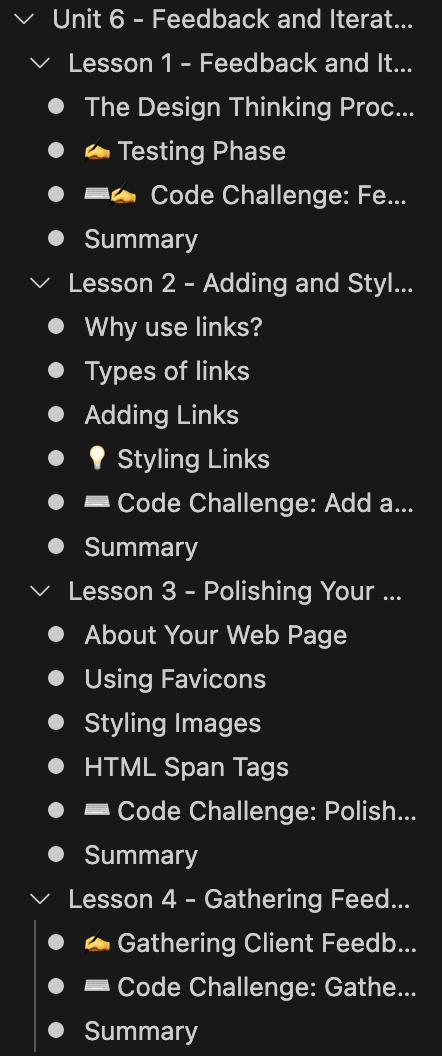 Unit 6 - Feedback and Iterat...
Lesson 1 - Feedback and It...
The Design Thinking Proc...
✍️ Testing Phase
⌨️✍️ Code Challenge: Fe...
Summary
Lesson 2 - Adding and Styl...
Why use links?
Types of links
Adding Links
💡 Styling Links
⌨️ Code Challenge: Add a...
Summary
Lesson 3 - Polishing Your ...
About Your Web Page
Using Favicons
Styling Images
HTML Span Tags
⌨️ Code Challenge: Polish...
Summary
Lesson 4 - Gathering Feed...
✍️ Gathering Client Feedb...
⌨️ Code Challenge: Gathe...
Summary